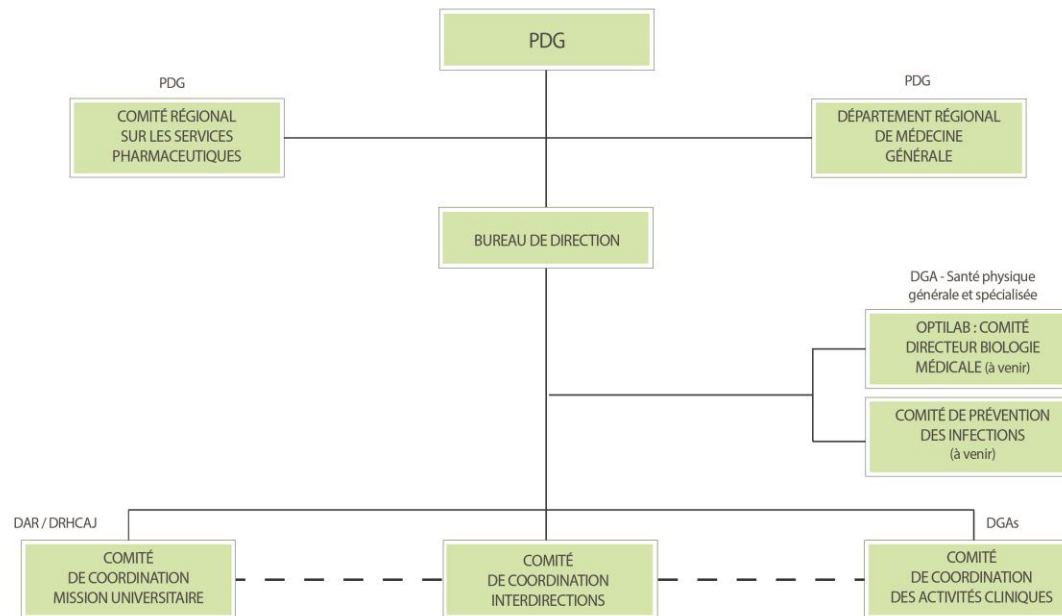 PDG
PDG
COMITÉ RÉGIONAL
SUR LES SERVICES
PHARMACEUTIQUES
PDG
DÉPARTEMENT RÉGIONAL
DE MÉDECINE
GÉNÉRALE
BUREAU DE DIRECTION
DGA - Santé physique
générale et spécialisée
OPTILAB : COMITÉ
DIRECTEUR BIOLOGIE
MÉDICALE (à venir)
COMITÉ DE PRÉVENTION
DES INFECTIONS
(à venir)
DAR / DRHCAJ
COMITÉ
DE COORDINATION
MISSION UNIVERSITAIRE
COMITÉ
DE COORDINATION
INTERDIRECTIONS
DGAs
COMITÉ
DE COORDINATION
DES ACTIVITÉS CLINIQUES